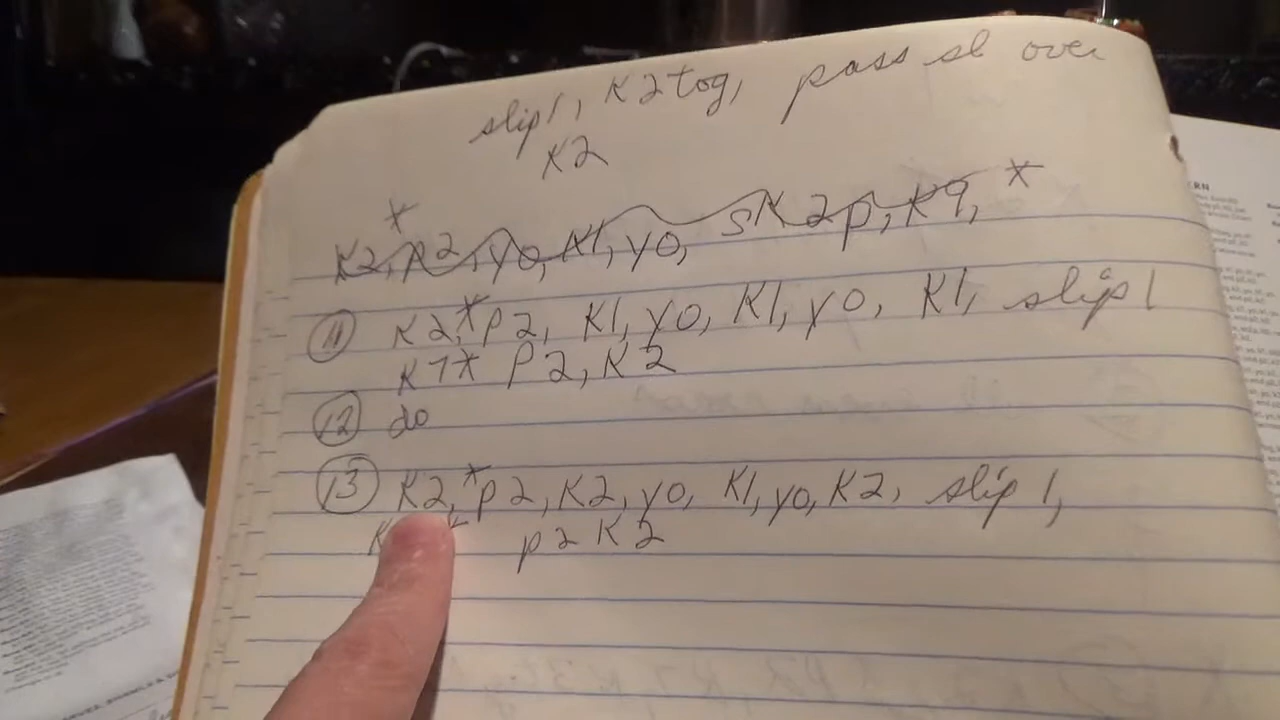 slip 1, K2tog, pass sl over
K2
*
K2, p2, yo, K1, yo, sK2p, K9, *
11 K2, *p2, K1, yo, K1, yo, K1, slip 1
K7* P2, K2
12 do
13 K2, *p2, K2, yo, K1, yo, K2, slip 1,
K * p2 K2